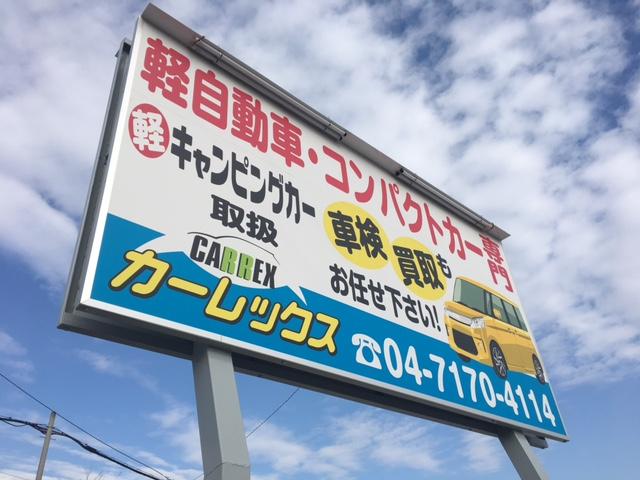 軽自動車・コンパクトカー専門
軽キャンピングカー
取扱
車検 買取も
お任せ下さい!
CARREX
カーレックス
☎04-7170-4114